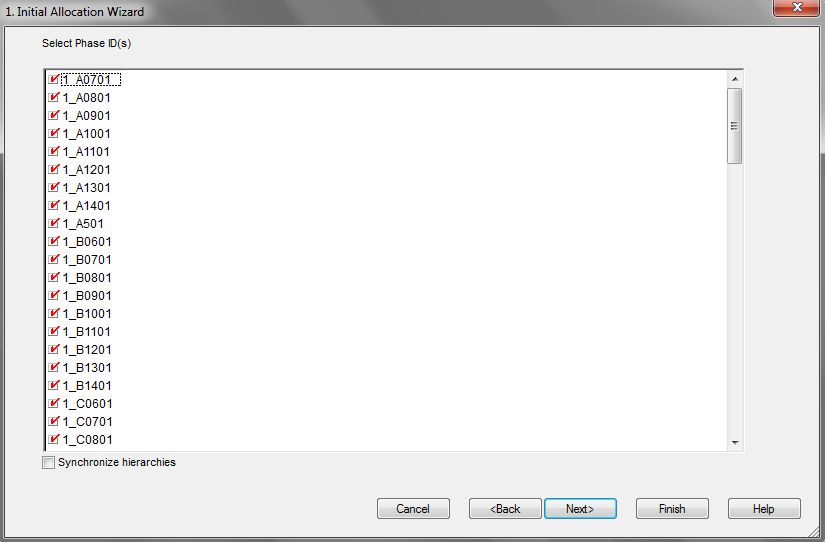 1. Initial Allocation Wizard
Select Phase ID(s)
1_A0701
1_A0801
1_A0901
1_A1001
1_A1101
1_A1201
1_A1301
1_A1401
1_A501
1_B0601
1_B0701
1_B0801
1_B0901
1_B1001
1_B1101
1_B1201
1_B1301
1_B1401
1_C0601
1_C0701
1_C0801
Synchronize hierarchies
Cancel <Back Next> Finish Help